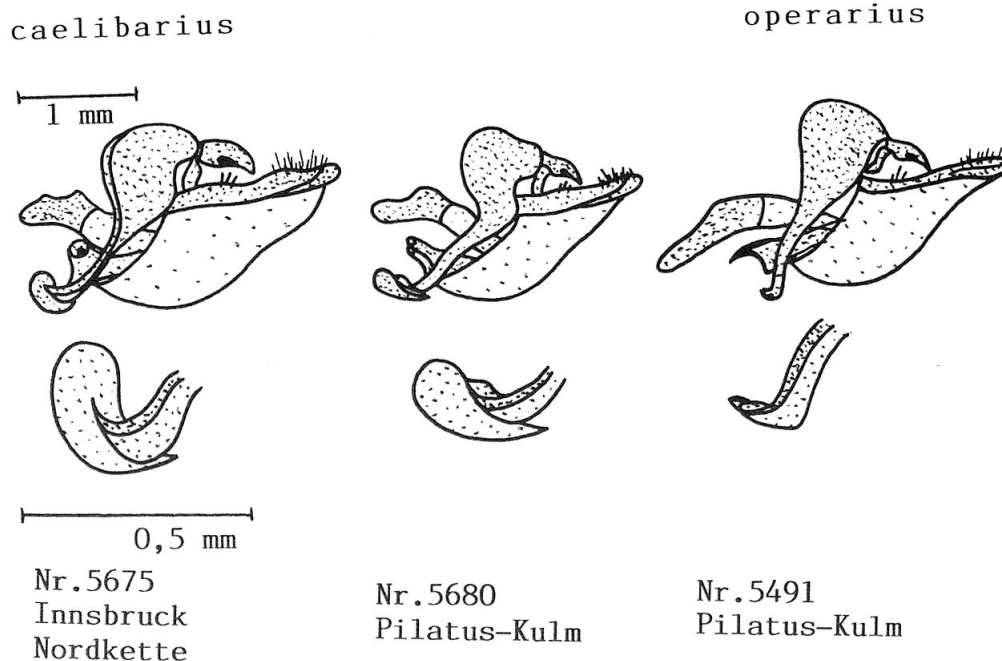 caelibarius
operarius
1 mm
0,5 mm
Nr.5675
Innsbruck
Nordkette
Nr.5680
Pilatus-Kulm
Nr.5491
Pilatus-Kulm